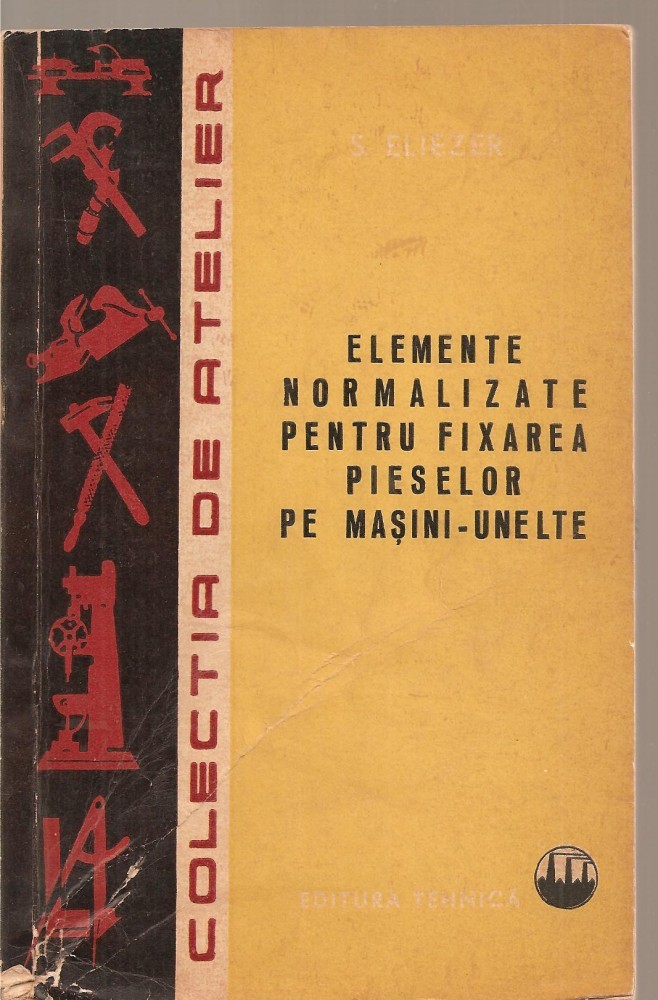 S. ELIEZER
ELEMENTE
NORMALIZATE
PENTRU FIXAREA
PIESELOR
PE MAȘINI-UNELTE
EDITURA TEHNICĂ
COLECTIA DE ATELIER